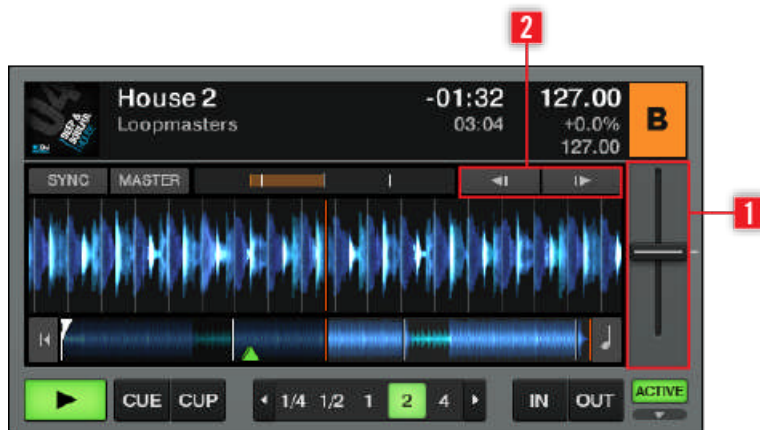 2
House 2
-01:32
127.00
B
Loopmasters
03:04
+0.0%
127.00
SYNC
MASTER
1
CUE
CUP
1/4
1/2
1
2
4
IN
OUT
ACTIVE